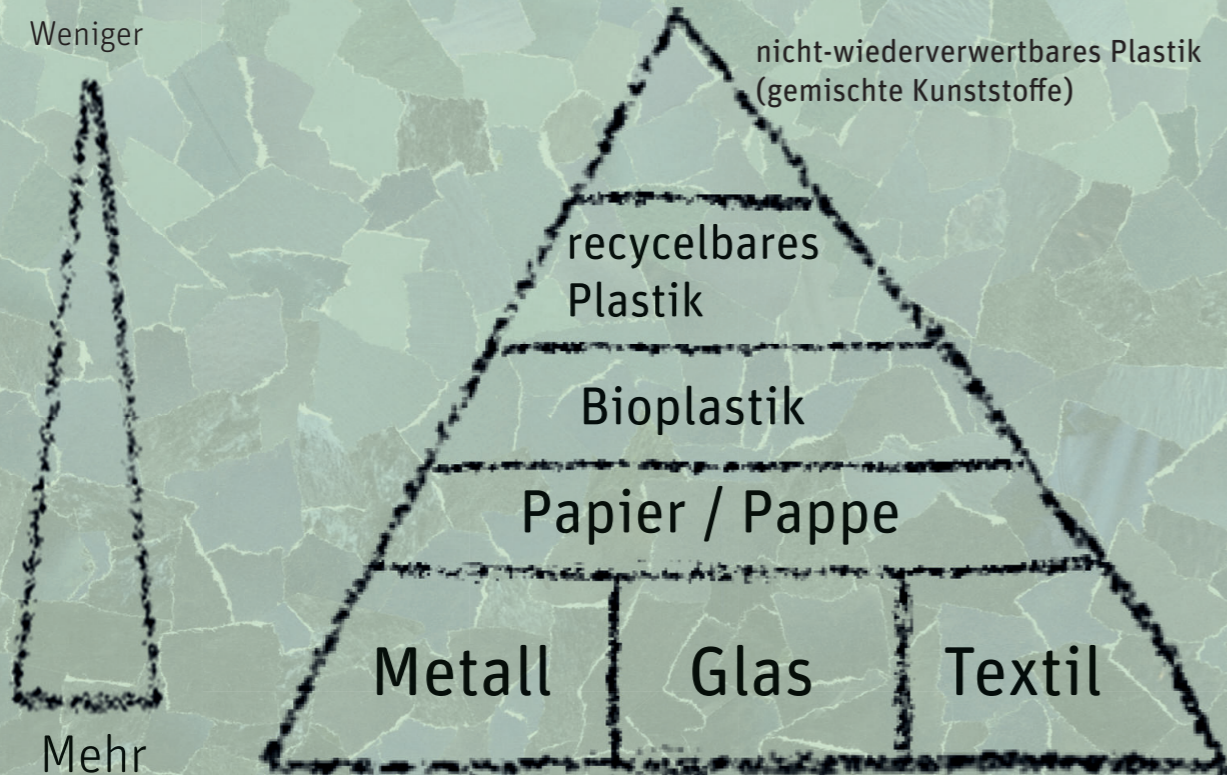 Weniger
nicht-wiederverwertbares Plastik
(gemischte Kunststoffe)
recycelbares
Plastik
Bioplastik
Papier / Pappe
Metall
Glas
Textil
Mehr